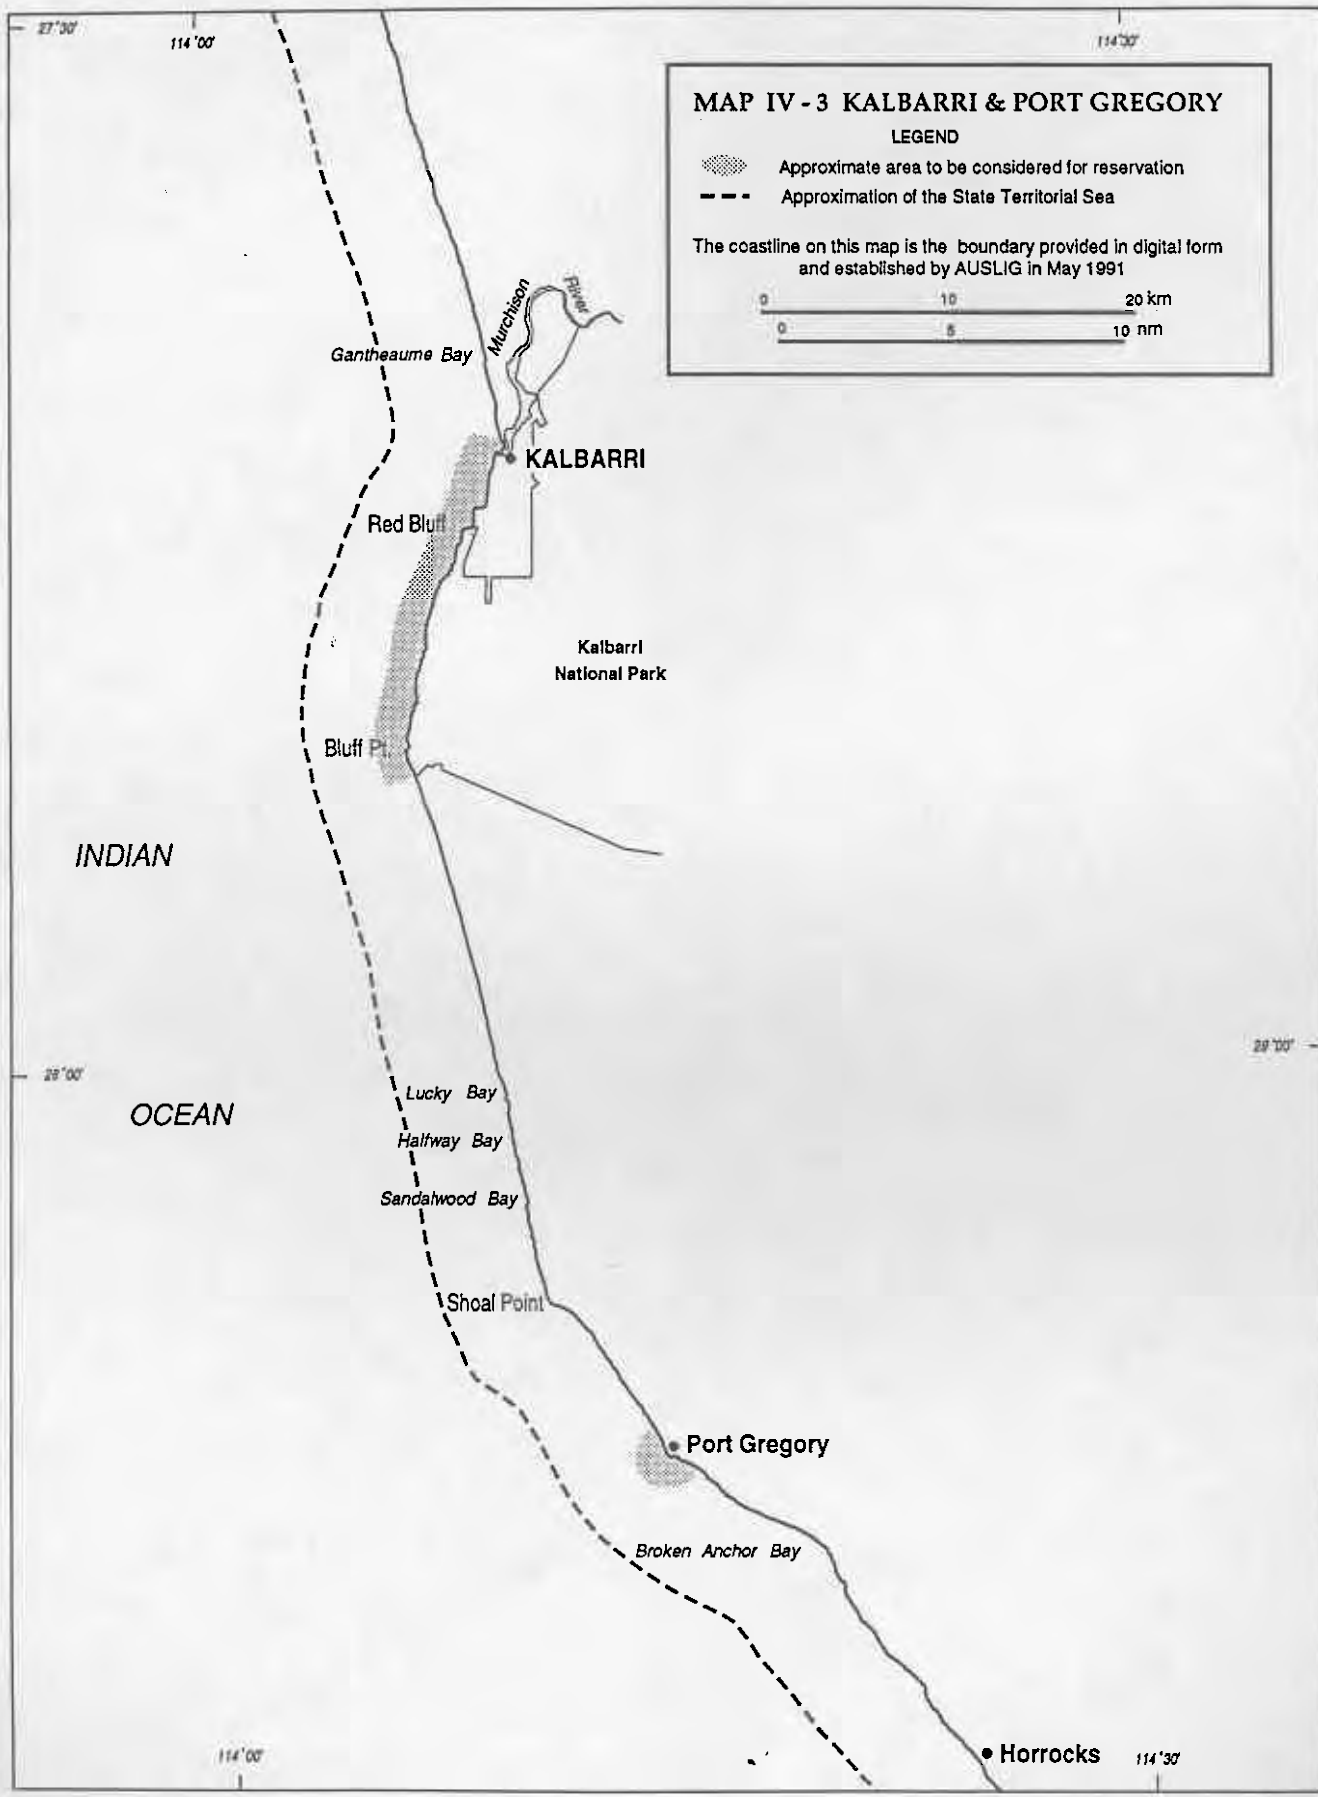 27°30'
114°00'
114°30'
MAP IV - 3 KALBARRI & PORT GREGORY
LEGEND
Approximate area to be considered for reservation
Approximation of the State Territorial Sea
The coastline on this map is the boundary provided in digital form
and established by AUSLIG in May 1991
0 10 20 km
0 5 10 nm
Murchison
River
Gantheaume Bay
KALBARRI
Red Bluff
Kalbarri
National Park
Bluff Pt.
INDIAN
28°00'
29°00'
Lucky Bay
OCEAN
Halfway Bay
Sandalwood Bay
Shoal Point
Port Gregory
Broken Anchor Bay
114°00'
Horrocks
114°30'